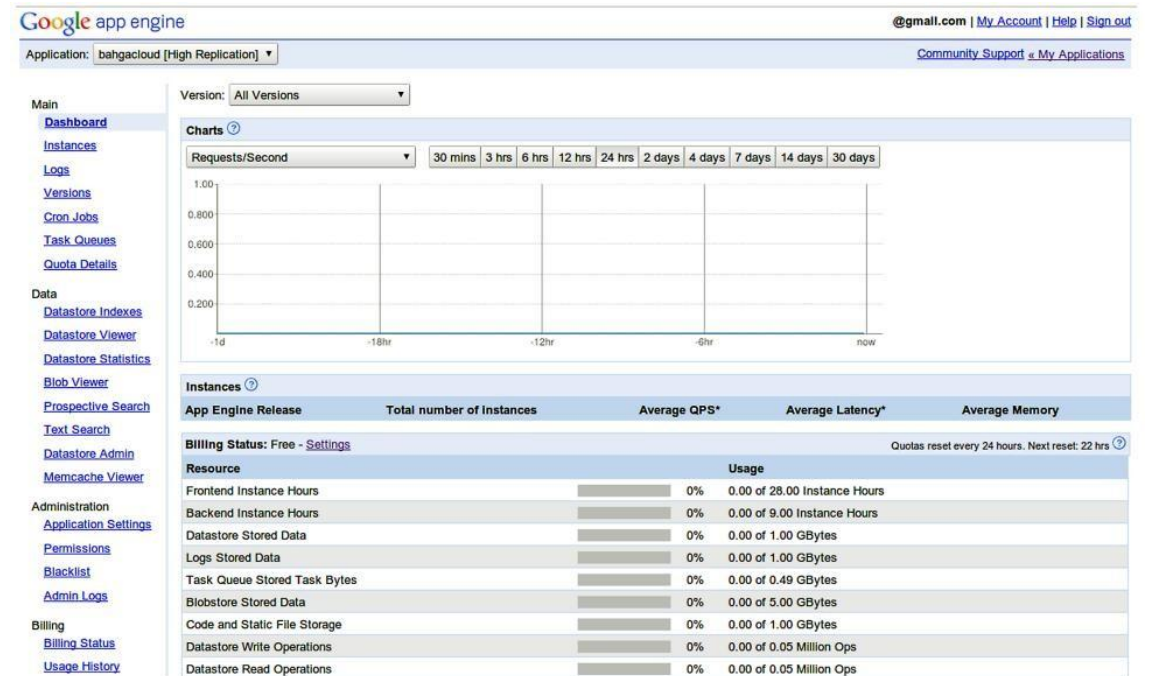 Google app engine
@gmail.com | My Account | Help | Sign out
Application: bahgacloud [High Replication] ▼
Community Support « My Applications
Main
Dashboard
Instances
Logs
Versions
Cron Jobs
Task Queues
Quota Details
Data
Datastore Indexes
Datastore Viewer
Datastore Statistics
Blob Viewer
Prospective Search
Text Search
Datastore Admin
Memcache Viewer
Administration
Application Settings
Permissions
Blacklist
Admin Logs
Billing
Billing Status
Usage History
Version: All Versions ▼
Charts ?
Requests/Second ▼ 30 mins 3 hrs 6 hrs 12 hrs 24 hrs 2 days 4 days 7 days 14 days 30 days
1.00
0.800
0.600
0.400
0.200
-1d -18hr -12hr -6hr now
Instances ?
App Engine Release Total number of Instances Average QPS* Average Latency* Average Memory
Billing Status: Free - Settings Quotas reset every 24 hours. Next reset: 22 hrs ?
Resource Usage
Frontend Instance Hours 0% 0.00 of 28.00 Instance Hours
Backend Instance Hours 0% 0.00 of 9.00 Instance Hours
Datastore Stored Data 0% 0.00 of 1.00 GBytes
Logs Stored Data 0% 0.00 of 1.00 GBytes
Task Queue Stored Task Bytes 0% 0.00 of 0.49 GBytes
Blobstore Stored Data 0% 0.00 of 5.00 GBytes
Code and Static File Storage 0% 0.00 of 1.00 GBytes
Datastore Write Operations 0% 0.00 of 0.05 Million Ops
Datastore Read Operations 0% 0.00 of 0.05 Million Ops